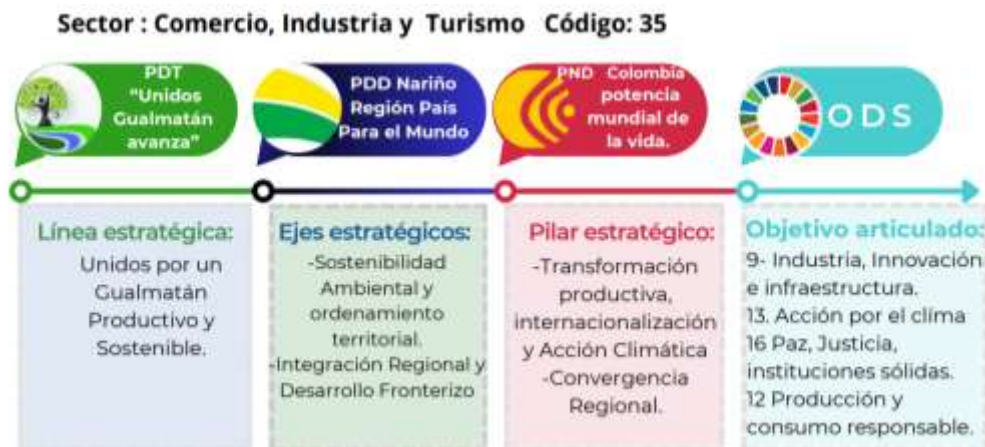 Sector : Comercio, Industria y Turismo Código: 35
PDT
“Unidos
Gualmatán
avanza”
PDD Nariño
Región País
Para el Mundo
PND Colombia
potencia
mundial de
la vida.
ODS
Línea estratégica:
Unidos por un
Gualmatán
Productivo y
Sostenible.
Ejes estratégicos:
-Sostenibilidad
Ambiental y
ordenamiento
territorial.
-Integración Regional y
Desarrollo Fronterizo
Pilar estratégico:
-Transformación
productiva,
internacionalización
y Acción Climática
-Convergencia
Regional.
Objetivo articulado:
9- Industria, Innovación
e infraestructura.
13. Acción por el clima
16 Paz, Justicia,
instituciones sólidas.
12 Producción y
consumo responsable.